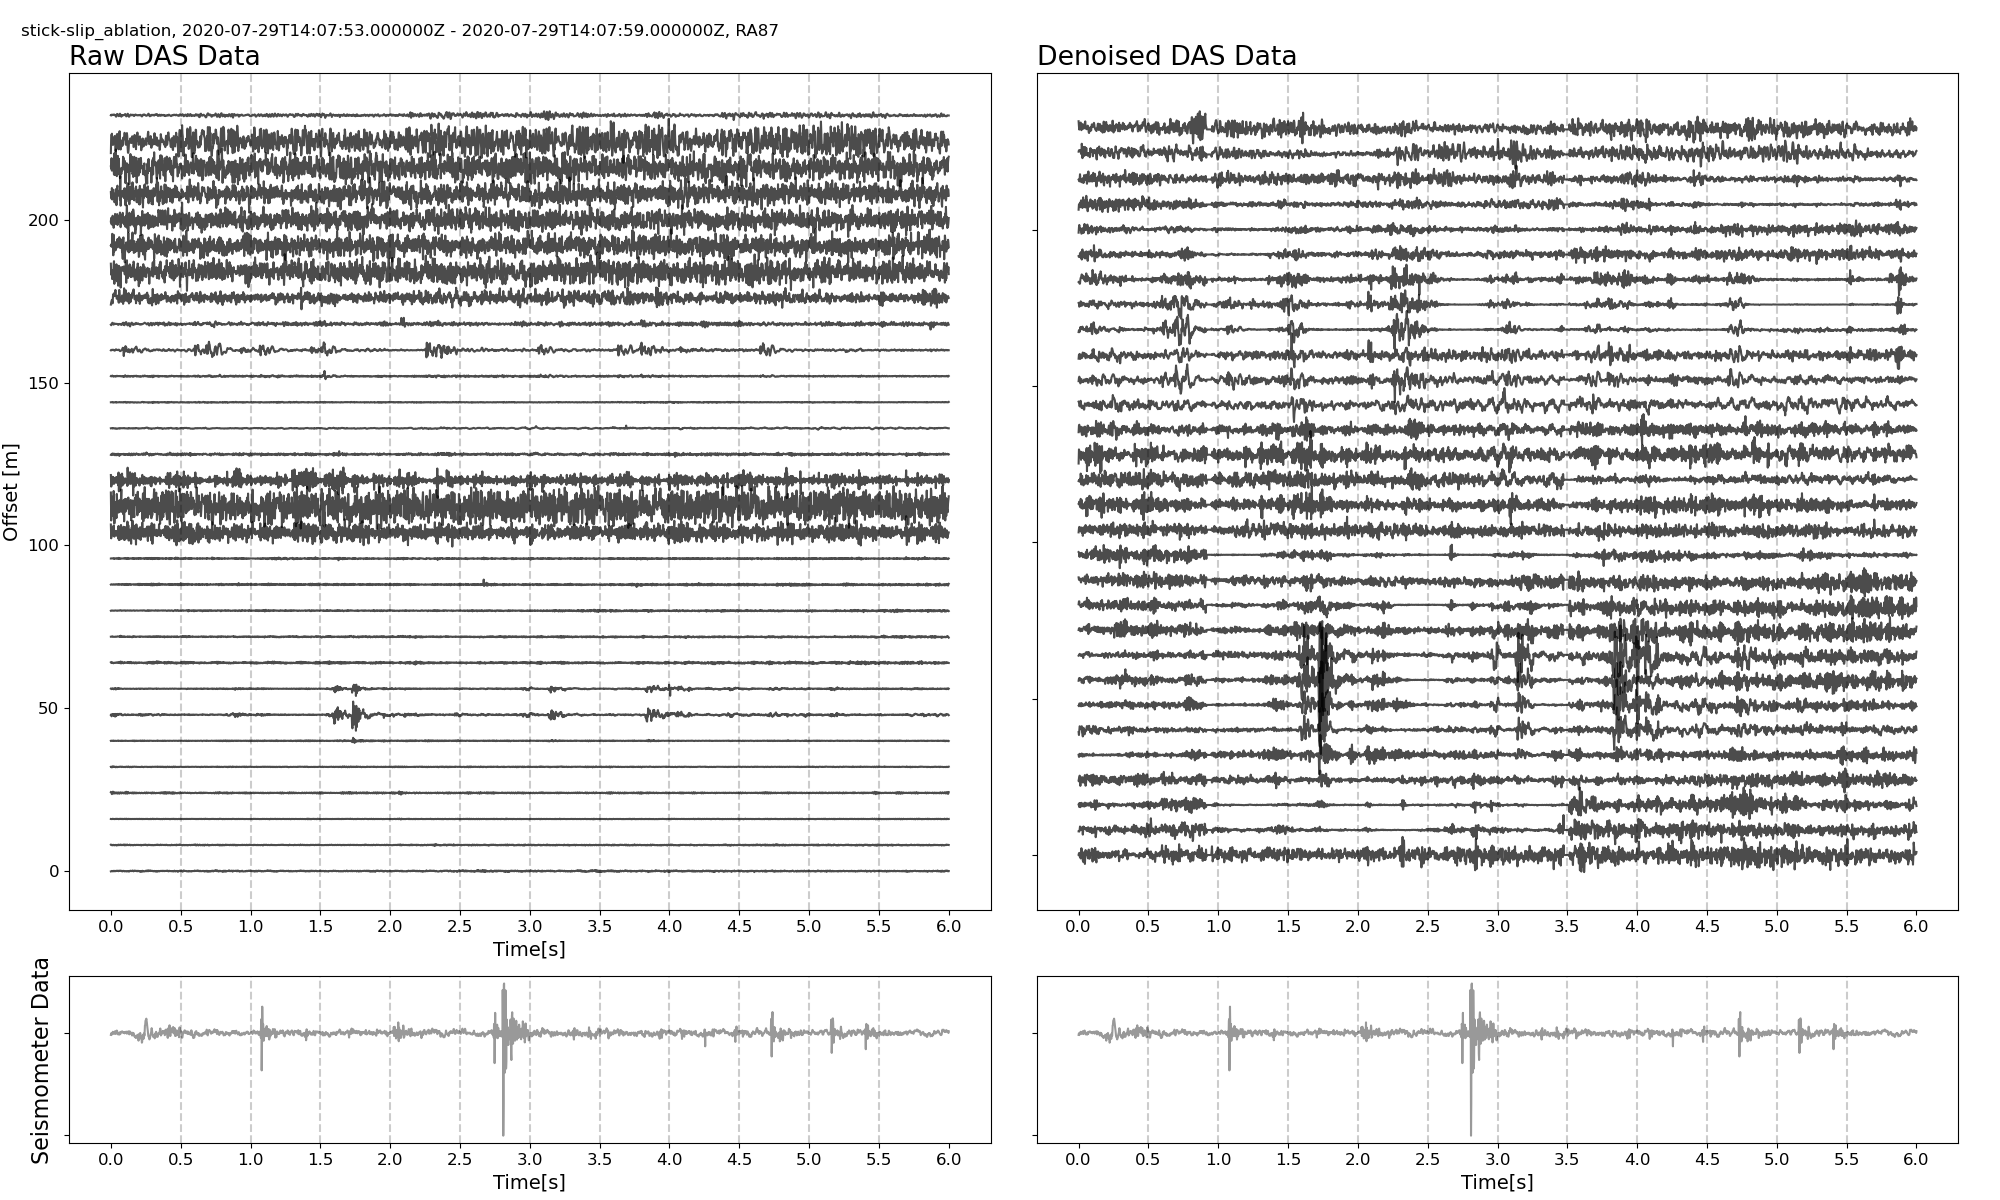 stick-slip_ablation, 2020-07-29T14:07:53.000000Z - 2020-07-29T14:07:59.000000Z, RA87
Raw DAS Data
Denoised DAS Data
Offset [m]
200
150
100
50
0
0.0 0.5 1.0 1.5 2.0 2.5 3.0 3.5 4.0 4.5 5.0 5.5 6.0
Time[s]
0.0 0.5 1.0 1.5 2.0 2.5 3.0 3.5 4.0 4.5 5.0 5.5 6.0
Seismometer Data
0.0 0.5 1.0 1.5 2.0 2.5 3.0 3.5 4.0 4.5 5.0 5.5 6.0
Time[s]
0.0 0.5 1.0 1.5 2.0 2.5 3.0 3.5 4.0 4.5 5.0 5.5 6.0
Time[s]